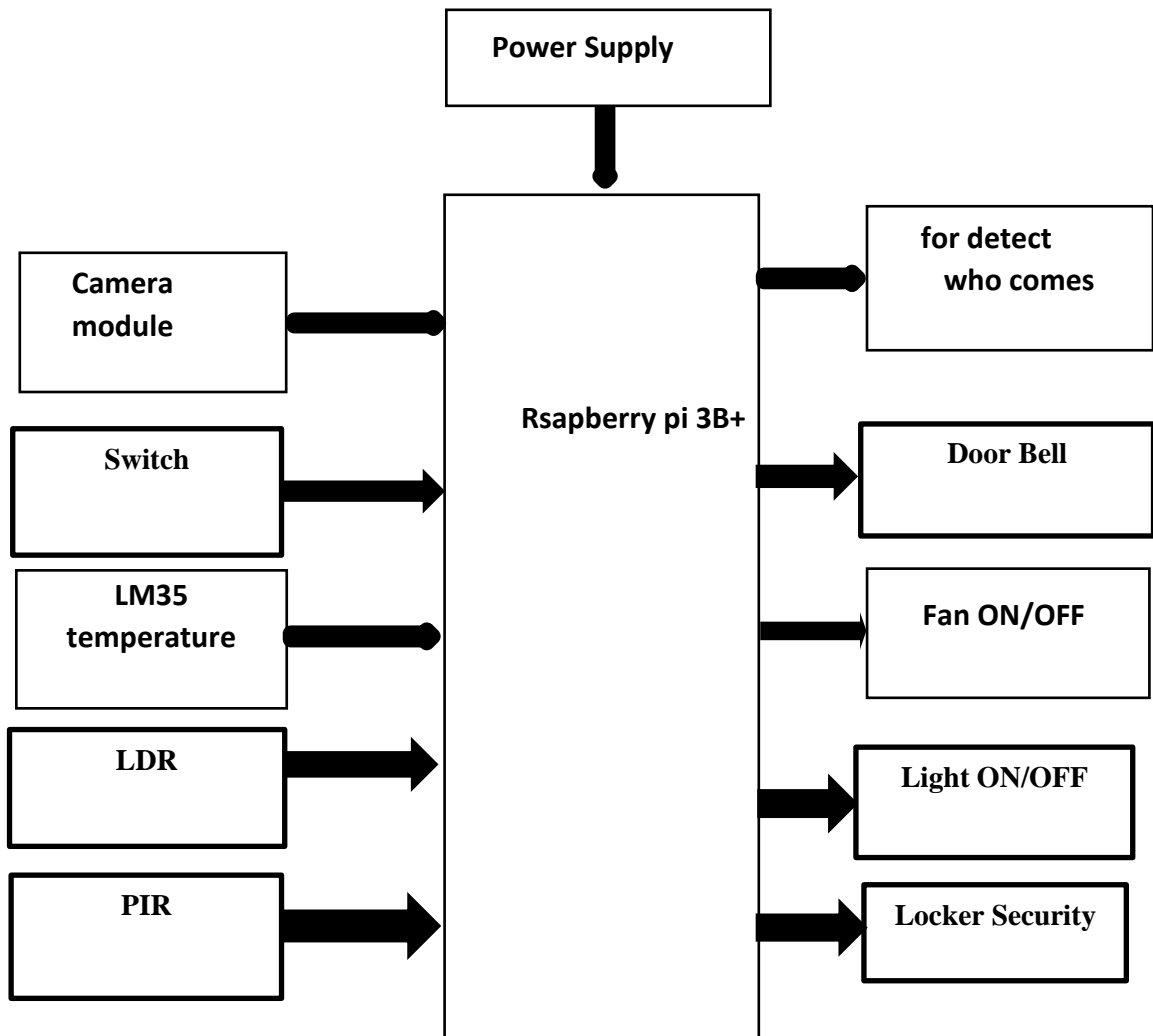 Power Supply
Camera
module
Switch
LM35
temperature
LDR
PIR
Rsapberry pi 3B+
for detect
who comes
Door Bell
Fan ON/OFF
Light ON/OFF
Locker Security